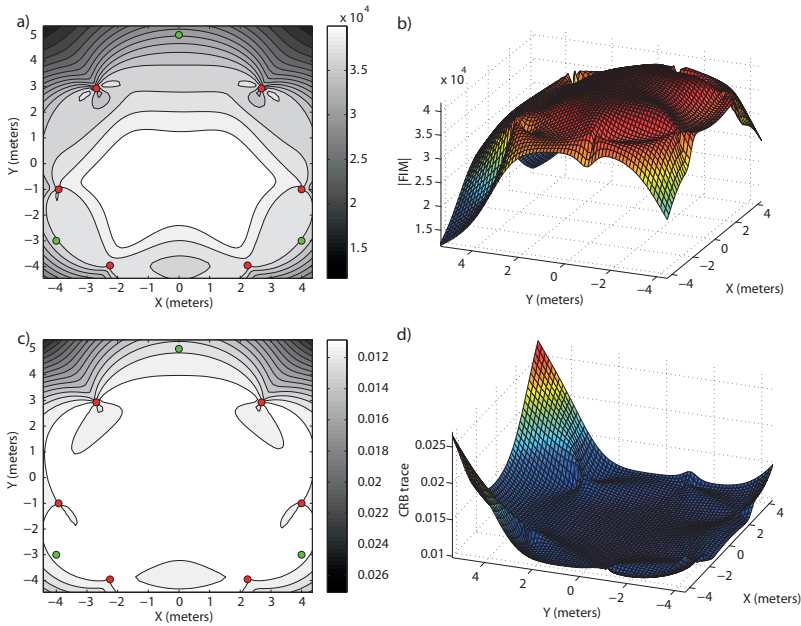 a)
x 10⁴
5
4
3
2
1
0
−1
−2
−3
−4
Y (meters)
−4 −3 −2 −1 0 1 2 3 4
X (meters)
4
3.5
3
2.5
2
1.5
b)
x 10⁴
4
3.5
3
2.5
2
1.5
|FIM|
4 2 0 −2 −4
Y (meters)
−4 −2 0 2 4
X (meters)
c)
5
4
3
2
1
0
−1
−2
−3
−4
Y (meters)
−4 −3 −2 −1 0 1 2 3 4
X (meters)
0.012
0.014
0.016
0.018
0.020
0.022
0.024
0.026
d)
0.025
0.02
0.015
0.01
CRB trace
4 2 0 −2 −4
Y (meters)
−4 −2 0 2 4
X (meters)